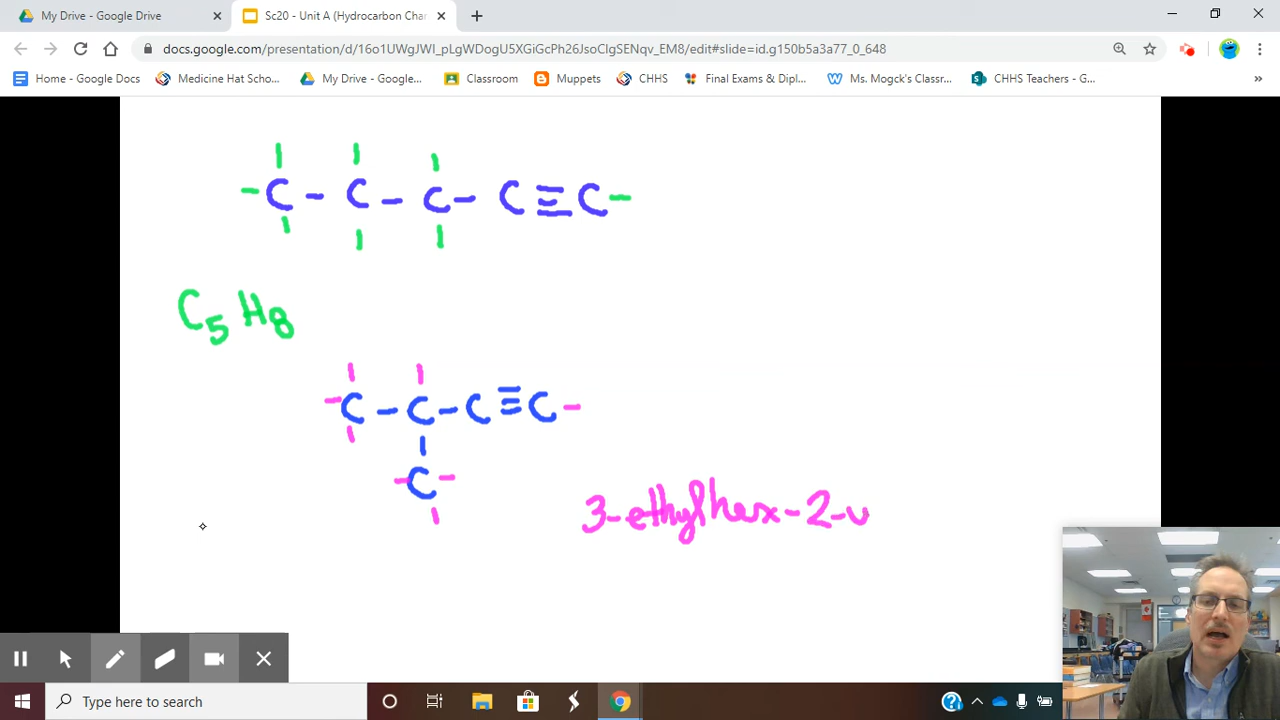 My Drive - Google Drive
Sc20 - Unit A (Hydrocarbon Char
docs.google.com/presentation/d/16o1UWgJWI_pLGWDogU5XGiGcPh26JsoClgSENqv_EM8/edit#slide=id.g150b5a3a77_0_648
Home - Google Docs
Medicine Hat Scho...
My Drive - Google...
Classroom
Muppets
CHHS
Final Exams & Dipl...
Ms. Mogck's Classr...
CHHS Teachers - G...
»
C - C - C - C ≡ C -
C5H8
- C - C - C ≡ C -
- C -
3-ethylhex-2-
Type here to search